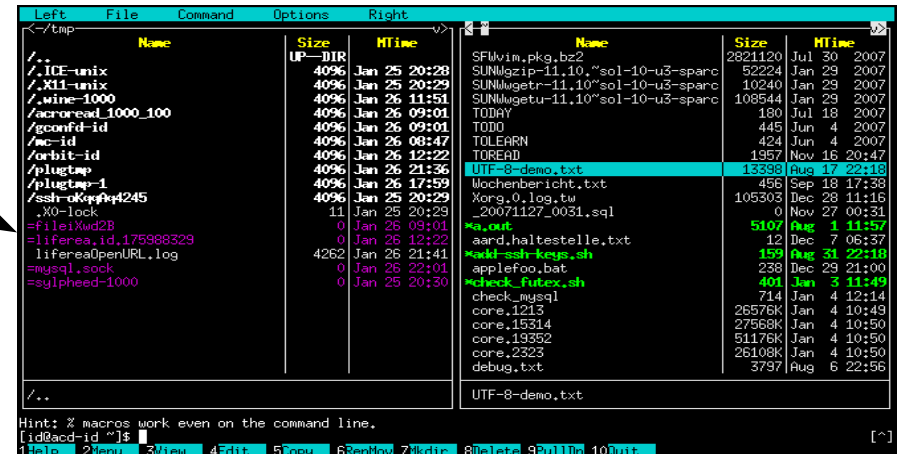 Left File Command Options Right
<-/tmp v> < ~ v>
Name Size MTime Name Size MTime
/.. UP--DIR SFWvim.pkg.bz2 2821120 Jul 30 2007
/.ICE-unix 4096 Jan 25 20:28 SUNWgzip-11.10.~sol-10-u3-sparc 52224 Jan 29 2007
/.X11-unix 4096 Jan 25 20:29 SUNWwgetr-11.10~sol-10-u3-sparc 10240 Jan 29 2007
/.wine-1000 4096 Jan 26 11:51 SUNWwgetu-11.10~sol-10-u3-sparc 108544 Jan 29 2007
/acroread_1000_100 4096 Jan 26 09:01 TODAY 180 Jul 18 2007
/gconfd-id 4096 Jan 26 09:01 TODO 445 Jun 4 2007
/mc-id 4096 Jan 26 08:47 TOLEARN 424 Jun 4 2007
/orbit-id 4096 Jan 26 12:22 TOREAD 1957 Nov 16 20:47
/plugtmp 4096 Jan 26 21:36 UTF-8-demo.txt 13398 Aug 17 22:18
/plugtmp-1 4096 Jan 26 17:59 Wochenbericht.txt 456 Sep 18 17:38
4096 Jan 25 20:29 Xorg.0.log.tw 105303 Dec 28 11:16
.X0-lock 11 Jan 25 20:29 _20071127_0031.sql 0 Nov 27 00:31
=fileiXwd2B 0 Jan 26 09:01 *a.out 5107 Aug 1 11:57
=liferea.id.175988329 0 Jan 26 12:22 aard.haltestelle.txt 12 Dec 7 06:37
lifereaOpenURL.log 4262 Jan 26 21:41 *add-ssh-keys.sh 159 Aug 31 22:18
=mysql.sock 0 Jan 26 22:01 applefoo.bat 238 Dec 29 21:00
=sylpheed-1000 0 Jan 25 20:30 *check_futex.sh 401 Jan 3 11:49
check_mysql 714 Jan 4 12:14
core.1213 26576K Jan 4 10:49
core.15314 27568K Jan 4 10:50
core.19352 51176K Jan 4 10:50
core.2323 26108K Jan 4 10:50
debug.txt 3797 Aug 6 22:56
/.. UTF-8-demo.txt
Hint: % macros work even on the command line.
[id@acd-id ~]$ [^]
1Help 2Menu 3View 4Edit 5Copy 6RenMov 7Mkdir 8Delete 9PullDn 10Quit